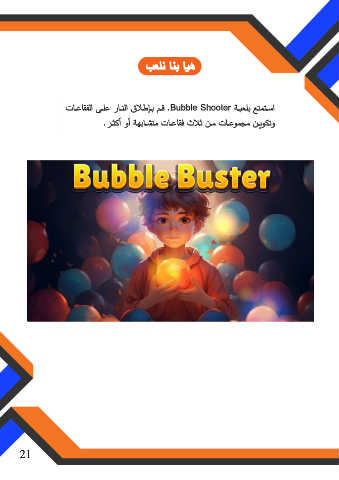 هيا بنا نلعب
استمتع بلعبة Bubble Shooter. قم بإطلاق النار على الفقاعات
وتكوين مجموعات من ثلاث فقاعات متشابهة أو أكثر .
Bubble Buster
21